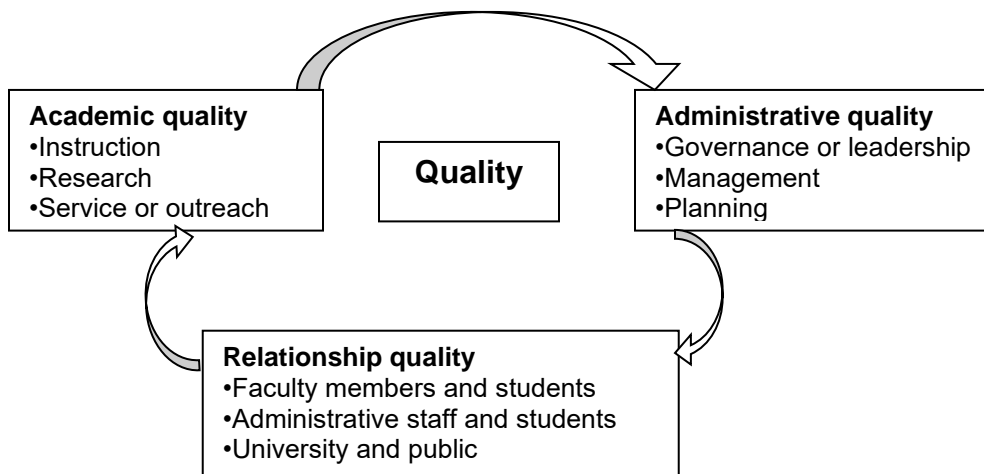 Academic quality
•Instruction
•Research
•Service or outreach
Quality
Administrative quality
•Governance or leadership
•Management
•Planning
Relationship quality
•Faculty members and students
•Administrative staff and students
•University and public